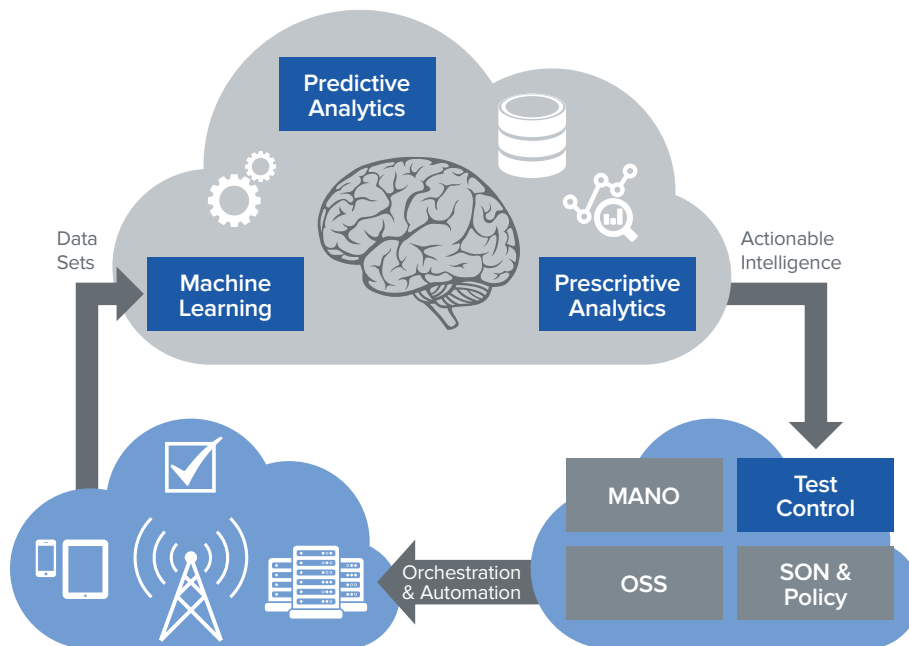 Predictive
Analytics
Data
Sets
Machine
Learning
Prescriptive
Analytics
Actionable
Intelligence
MANO
Test
Control
OSS
SON &
Policy
Orchestration
& Automation